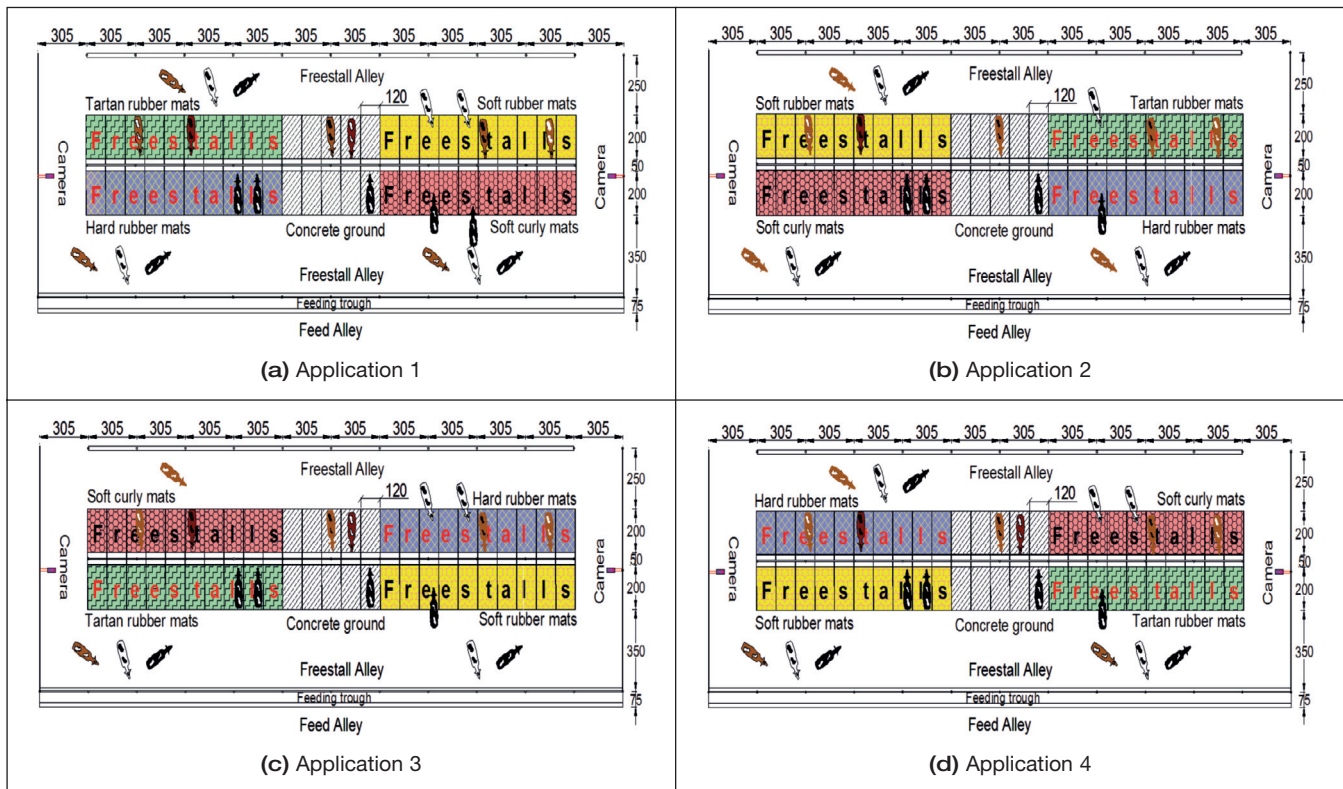 305 305 305 305 305 305 305 305 305 305 305 305
Freestall Alley
250
120
Tartan rubber mats Soft rubber mats
Freestalls Freestalls
200
Camera Camera
50
Freestalls Freestalls
200
Hard rubber mats Concrete ground Soft curly mats
Freestall Alley
350
Feeding trough
75
Feed Alley
(a) Application 1
305 305 305 305 305 305 305 305 305 305 305 305
Freestall Alley
250
120
Soft rubber mats Tartan rubber mats
Freestalls Freestalls
200
Camera Camera
50
Freestalls Freestalls
200
Soft curly mats Concrete ground Hard rubber mats
Freestall Alley
350
Feeding trough
75
Feed Alley
(b) Application 2
305 305 305 305 305 305 305 305 305 305 305 305
Freestall Alley
250
120
Soft curly mats Hard rubber mats
Freestalls Freestalls
200
Camera Camera
50
Freestalls Freestalls
200
Tartan rubber mats Concrete ground Soft rubber mats
Freestall Alley
350
Feeding trough
75
Feed Alley
(c) Application 3
305 305 305 305 305 305 305 305 305 305 305 305
Freestall Alley
250
120
Hard rubber mats Soft curly mats
Freestalls Freestalls
200
Camera Camera
50
Freestalls Freestalls
200
Soft rubber mats Concrete ground Tartan rubber mats
Freestall Alley
350
Feeding trough
75
Feed Alley
(d) Application 4